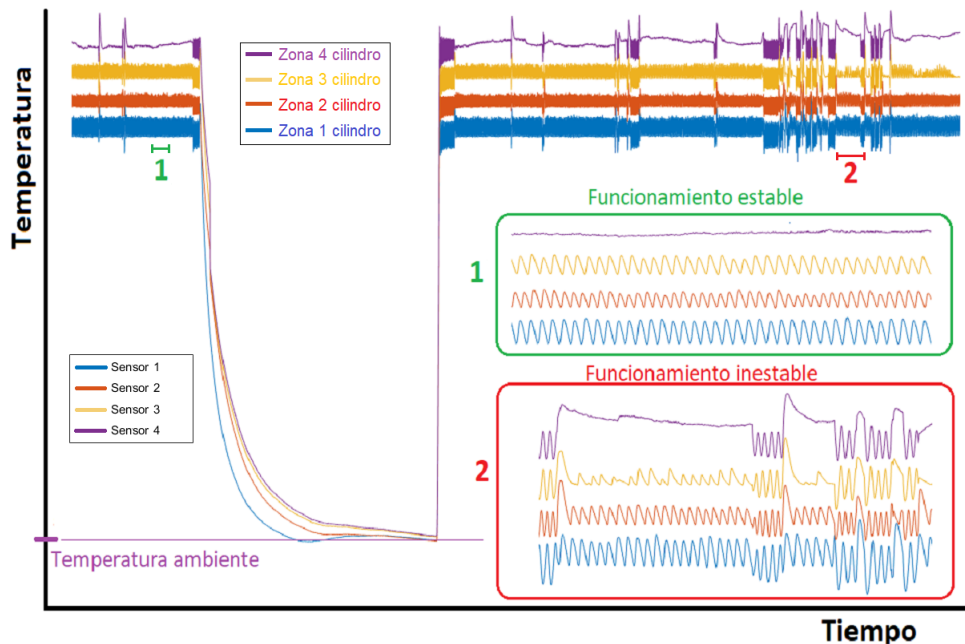 Temperatura
Zona 4 cilindro
Zona 3 cilindro
Zona 2 cilindro
Zona 1 cilindro
1
2
Funcionamiento estable
1
Sensor 1
Sensor 2
Sensor 3
Sensor 4
Funcionamiento inestable
2
Temperatura ambiente
Tiempo